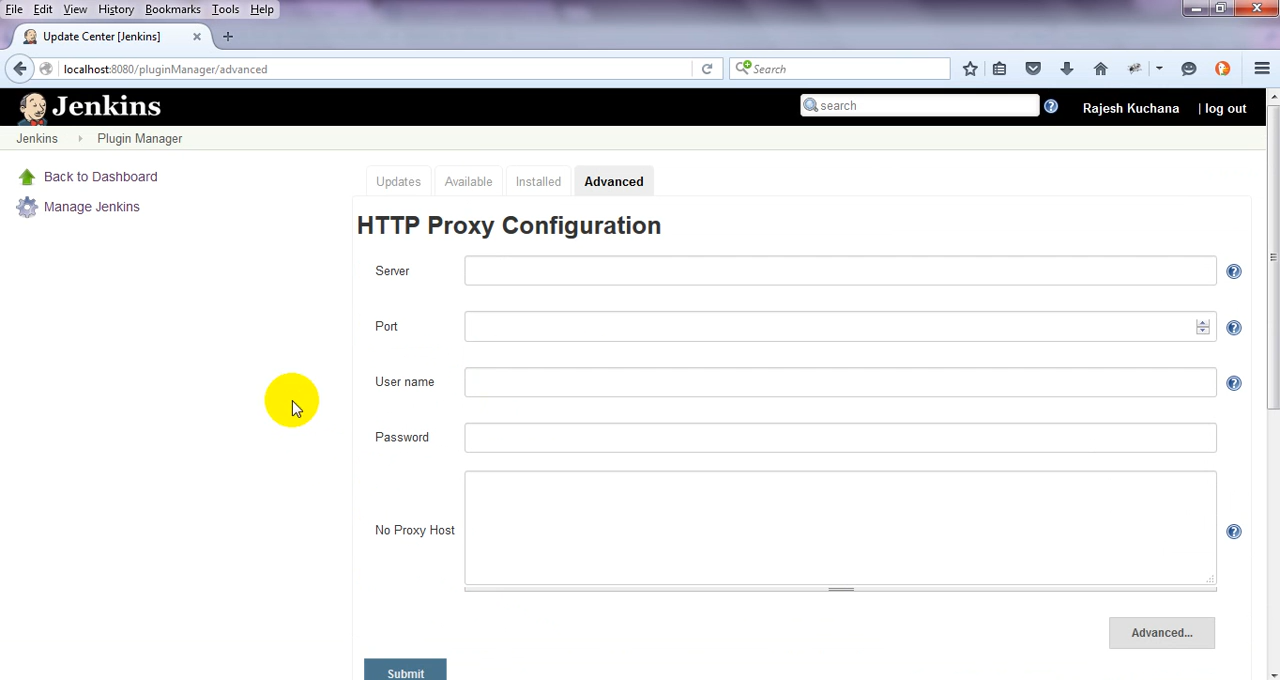 File Edit View History Bookmarks Tools Help
Update Center [Jenkins]
localhost:8080/pluginManager/advanced
Search
Jenkins
search
Rajesh Kuchana | log out
Jenkins Plugin Manager
Back to Dashboard
Manage Jenkins
Updates Available Installed Advanced
HTTP Proxy Configuration
Server
Port
User name
Password
No Proxy Host
Advanced...
Submit